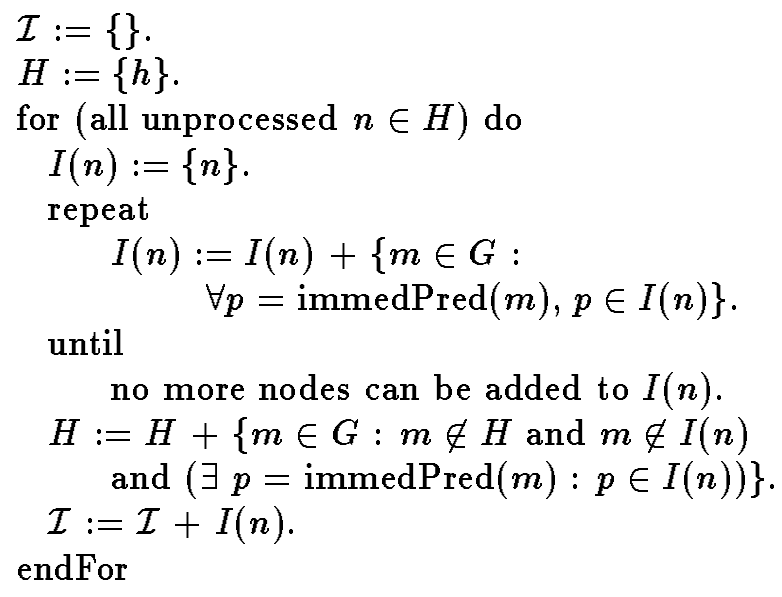 ℐ := {}.
H := {h}.
for (all unprocessed n ∈ H) do
I(n) := {n}.
repeat
I(n) := I(n) + {m ∈ G :
∀p = immedPred(m), p ∈ I(n)}.
until
no more nodes can be added to I(n).
H := H + {m ∈ G : m ∉ H and m ∉ I(n)
and (∃ p = immedPred(m) : p ∈ I(n))}.
ℐ := ℐ + I(n).
endFor